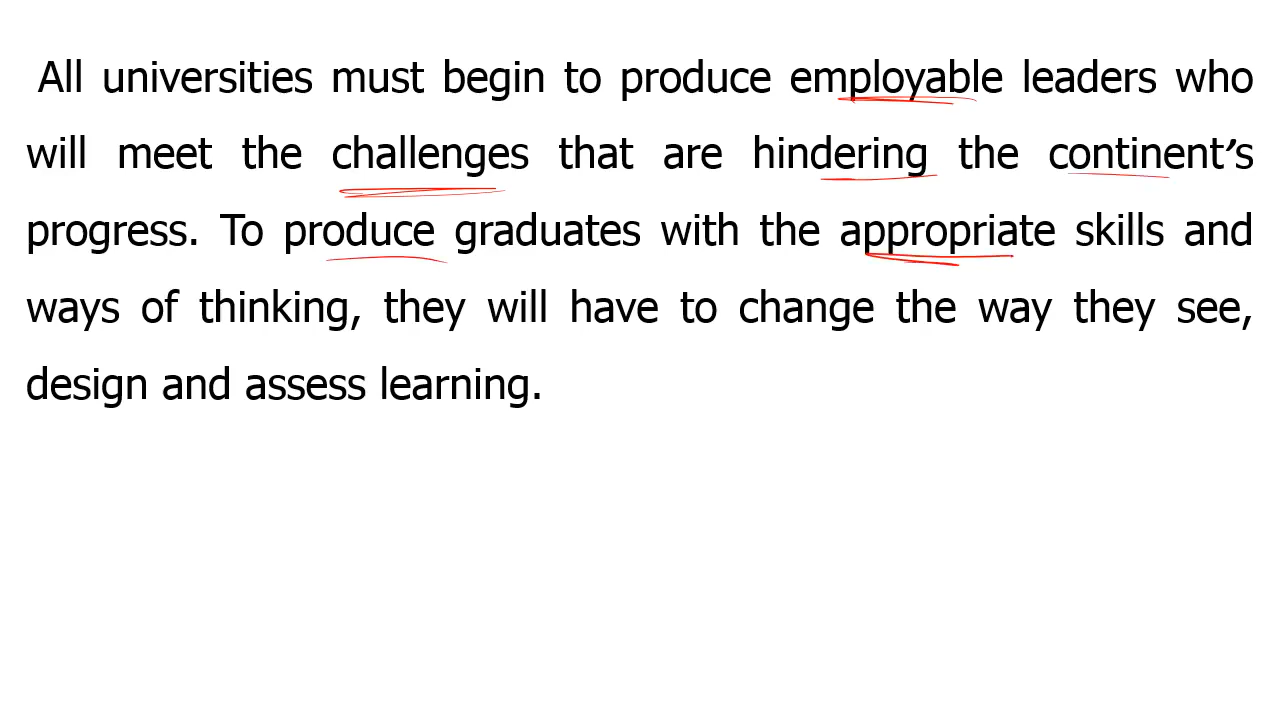 All universities must begin to produce employable leaders who
will meet the challenges that are hindering the continent’s
progress. To produce graduates with the appropriate skills and
ways of thinking, they will have to change the way they see,
design and assess learning.